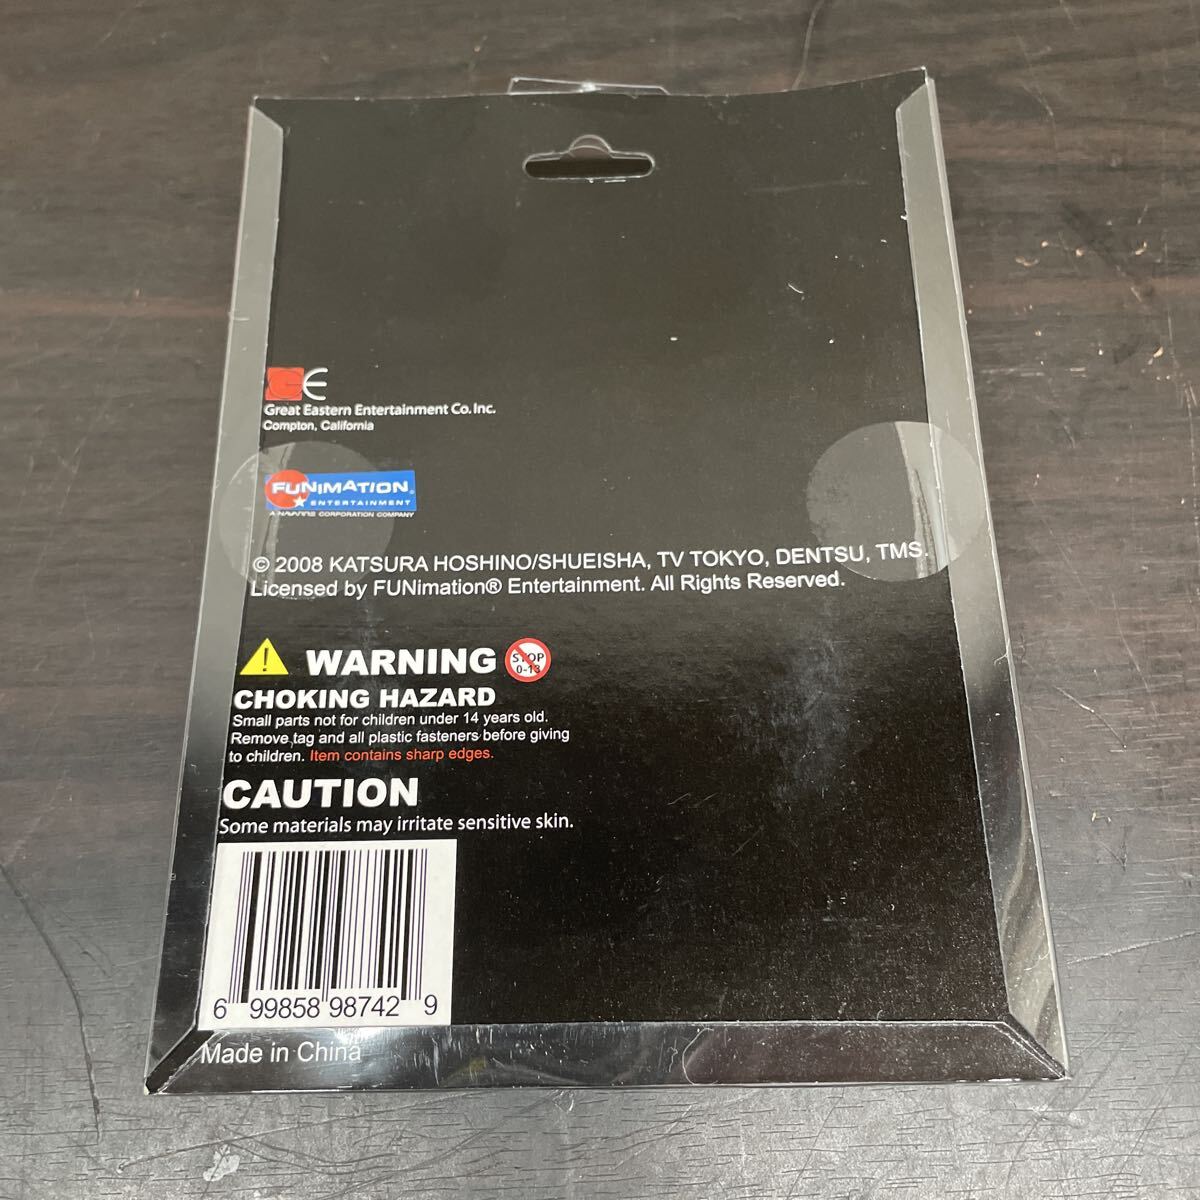 GE
Great Eastern Entertainment Co. Inc.
Compton, California
FUNIMATION®
ENTERTAINMENT
A NAVARRE CORPORATION COMPANY
© 2008 KATSURA HOSHINO/SHUEISHA, TV TOKYO, DENTSU, TMS.
Licensed by FUNimation® Entertainment. All Rights Reserved.
! WARNING STOP 0-13
CHOKING HAZARD
Small parts not for children under 14 years old.
Remove tag and all plastic fasteners before giving
to children. Item contains sharp edges.
CAUTION
Some materials may irritate sensitive skin.
6 99858 98742 9
Made in China